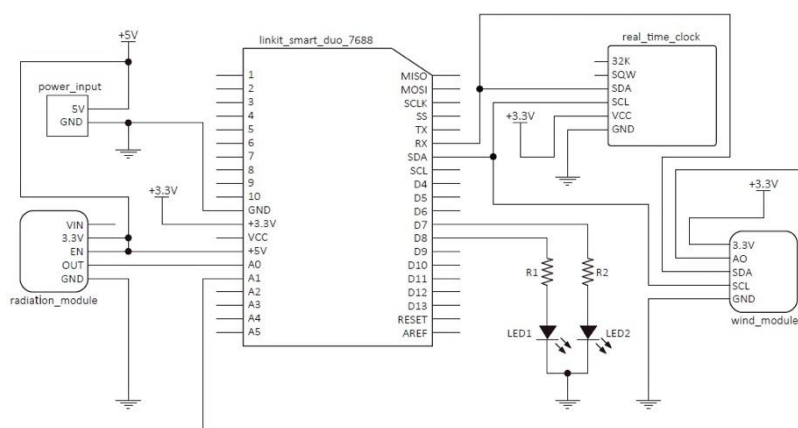 +5V
power_input
5V
GND
+3.3V
VIN
3.3V
EN
OUT
GND
radiation_module
linkit_smart_duo_7688
1
2
3
4
5
6
7
8
9
10
GND
+3.3V
VCC
+5V
A0
A1
A2
A3
A4
A5
MISO
MOSI
SCLK
SS
TX
RX
SDA
SCL
D4
D5
D6
D7
D8
D9
D10
D11
D12
D13
RESET
AREF
R1
R2
LED1
LED2
real_time_clock
32K
SQW
SDA
SCL
VCC
GND
+3.3V
+3.3V
3.3V
AO
SDA
SCL
GND
wind_module